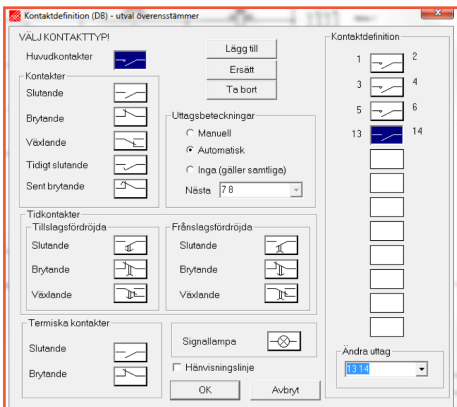 Kontaktdefinition (DB) - utval överensstämmer
VÄLJ KONTAKTTYP!
Huvudkontakter
Kontakter
Slutande
Brytande
Växlande
Tidigt slutande
Sent brytande
Lägg till
Ersätt
Ta bort
Uttagsbeteckningar
Manuell
Automatisk
Inga (gäller samtliga)
Nästa 7 8
Tidkontakter
Tillslagsfördröjda
Slutande
Brytande
Växlande
Frånslagsfördröjda
Slutande
Brytande
Växlande
Termiska kontakter
Slutande
Brytande
Signallampa
Hänvisningslinje
OK
Avbryt
Kontaktdefinition
1 2
3 4
5 6
13 14
Ändra uttag
13 14